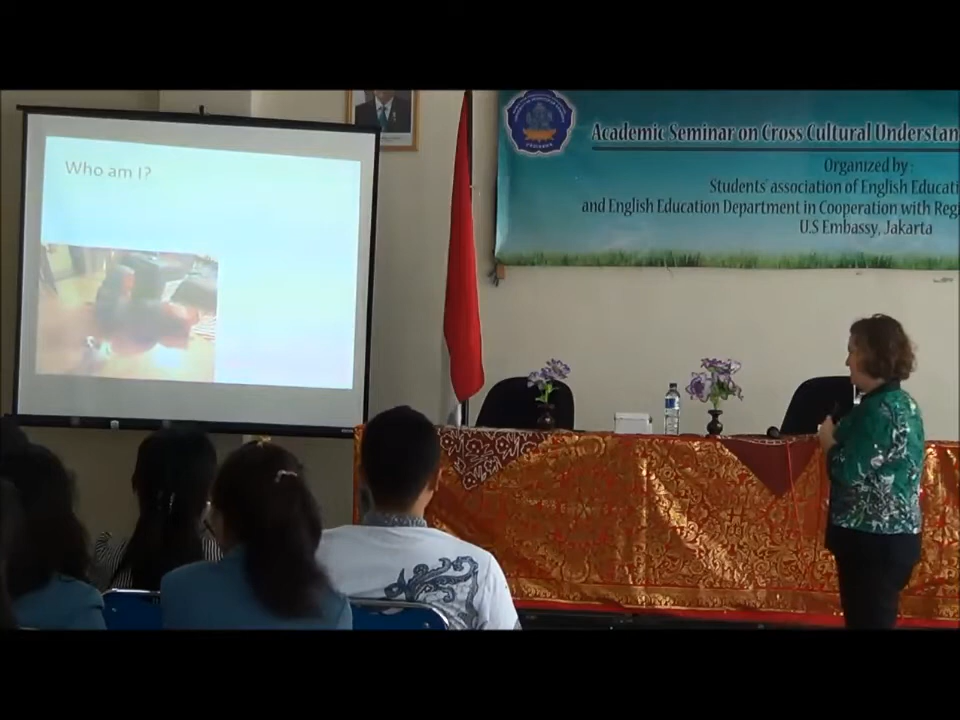 Who am I?
Academic Seminar on Cross Cultural Understan
Organized by :
Students' association of English Educati
and English Education Department in Cooperation with Reg
U.S Embassy, Jakarta